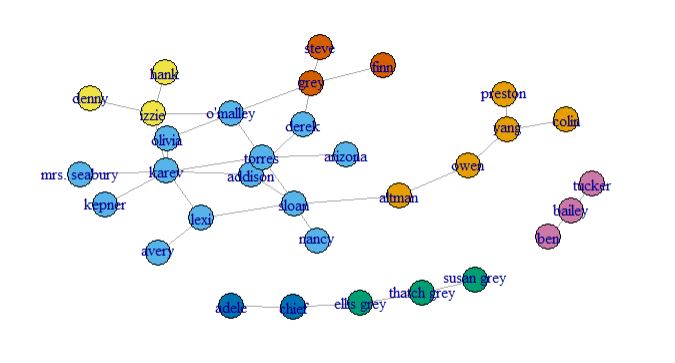 steve
finn
hank
grey
denny
izzie
o'malley
preston
derek
yang
colin
olivia
torres
arizona
owen
mrs. seabury
karev
addison
tucker
altman
kepner
sloan
bailey
lexi
nancy
ben
avery
susan grey
thatch grey
ellis grey
adele
chief